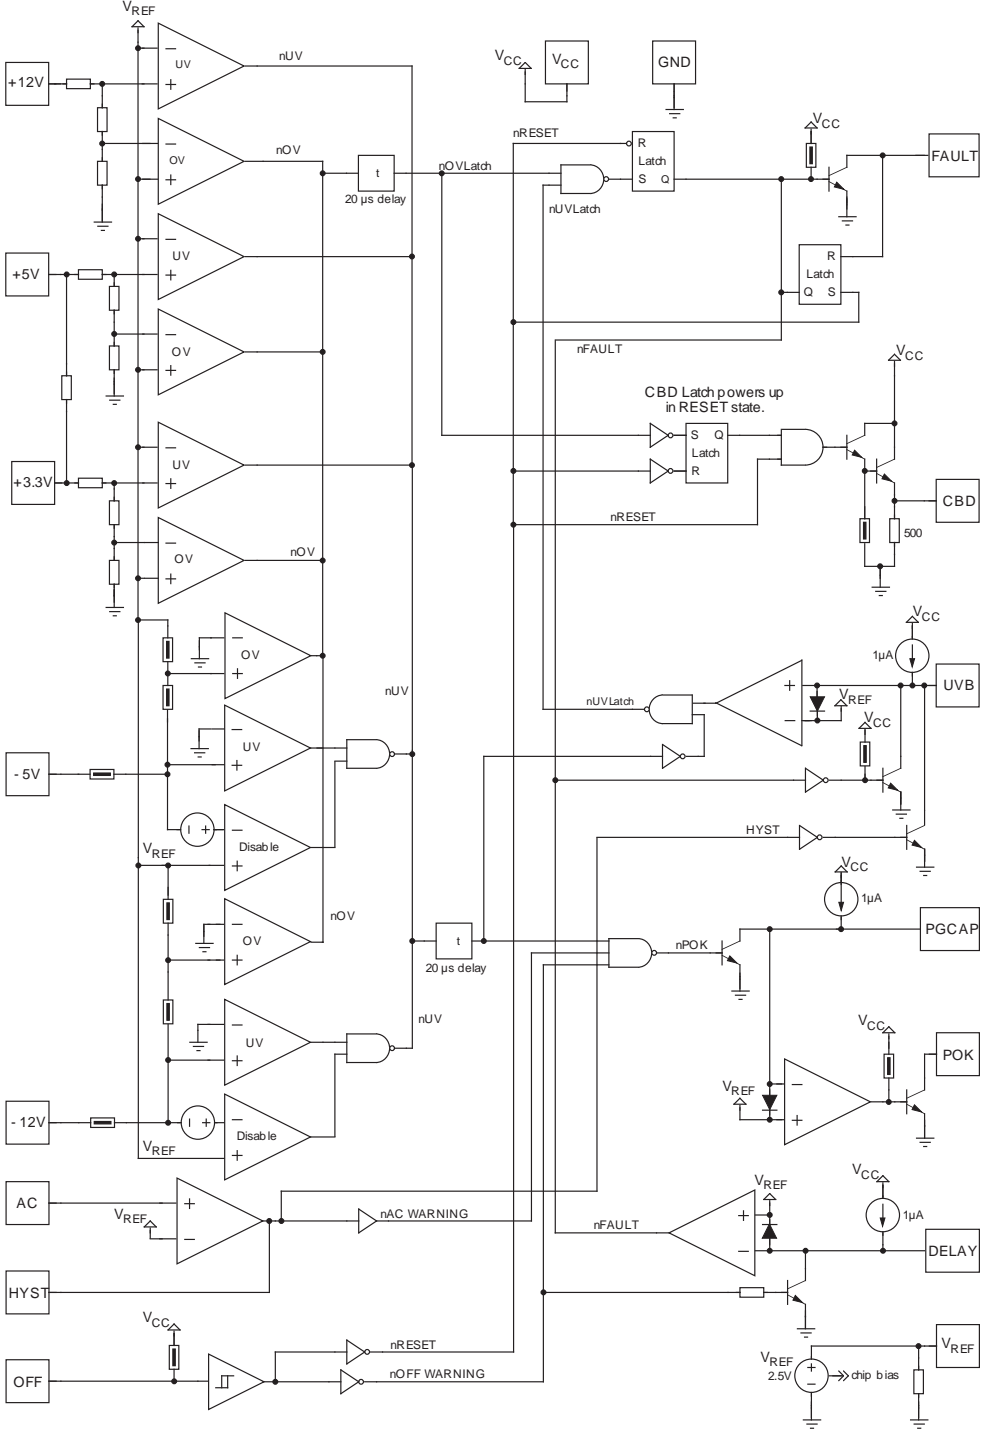 VREF
nUV
VCC
VCC
GND
+12V
−
UV
+
VCC
nRESET
R
Latch
S Q
FAULT
−
OV
+
nOV
t
20 µs delay
nOVLatch
nUVLatch
+5V
−
UV
+
R
Latch
Q S
−
OV
+
nFAULT
VCC
CBD Latch powers up
in RESET state.
+3.3V
−
UV
+
S Q
Latch
R
CBD
nRESET
500
−
OV
+
nOV
VCC
1µA
−
OV
+
UVB
nUV
nUVLatch
+
−
VREF
VCC
- 5V
−
UV
+
HYST
− +
−
Disable
+
VREF
VCC
1µA
PGCAP
−
OV
+
nOV
t
20 µs delay
nPOK
nUV
−
UV
+
VCC
POK
VREF
−
+
- 12V
− +
−
Disable
+
VREF
AC
+
−
VREF
nAC WARNING
VREF
VCC
1µA
nFAULT
+
−
DELAY
HYST
VCC
nRESET
OFF
nOFF WARNING
VREF
2.5V
+
−
chip bias
VREF